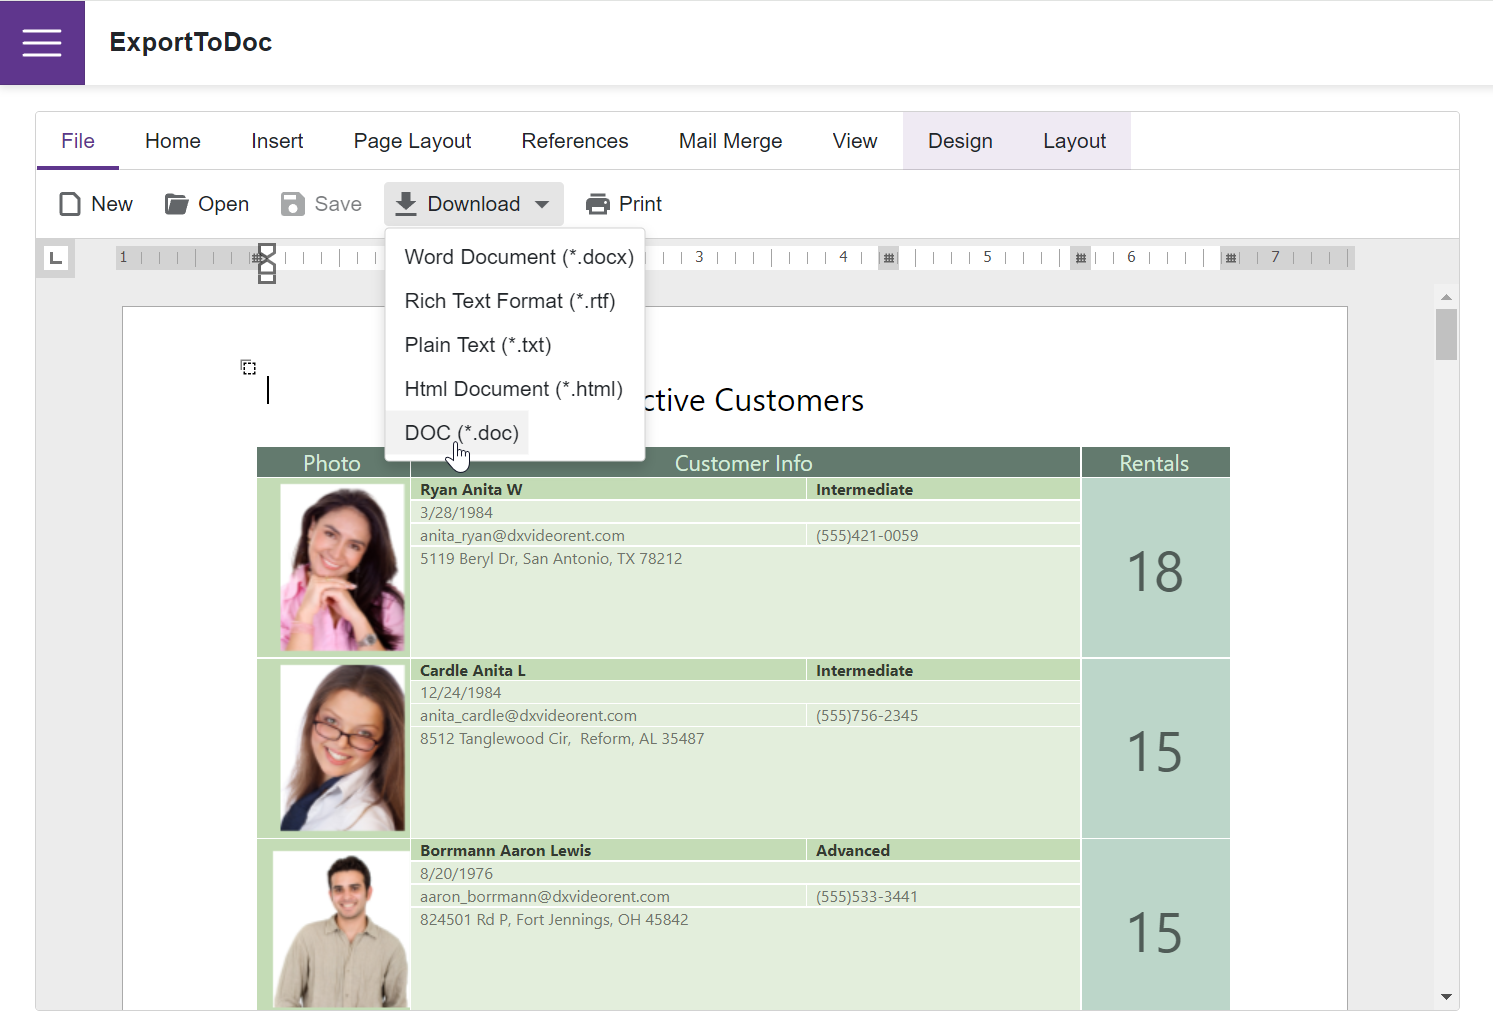 ExportToDoc
File Home Insert Page Layout References Mail Merge View Design Layout
New Open Save Download Print
1 3 4 5 6 7
Word Document (*.docx)
Rich Text Format (*.rtf)
Plain Text (*.txt)
Html Document (*.html)
DOC (*.doc)
ctive Customers
Photo Customer Info Rentals
Ryan Anita W Intermediate
3/28/1984
anita_ryan@dxvideorent.com (555)421-0059
5119 Beryl Dr, San Antonio, TX 78212
18
Cardle Anita L Intermediate
12/24/1984
anita_cardle@dxvideorent.com (555)756-2345
8512 Tanglewood Cir, Reform, AL 35487
15
Borrmann Aaron Lewis Advanced
8/20/1976
aaron_borrmann@dxvideorent.com (555)533-3441
824501 Rd P, Fort Jennings, OH 45842
15